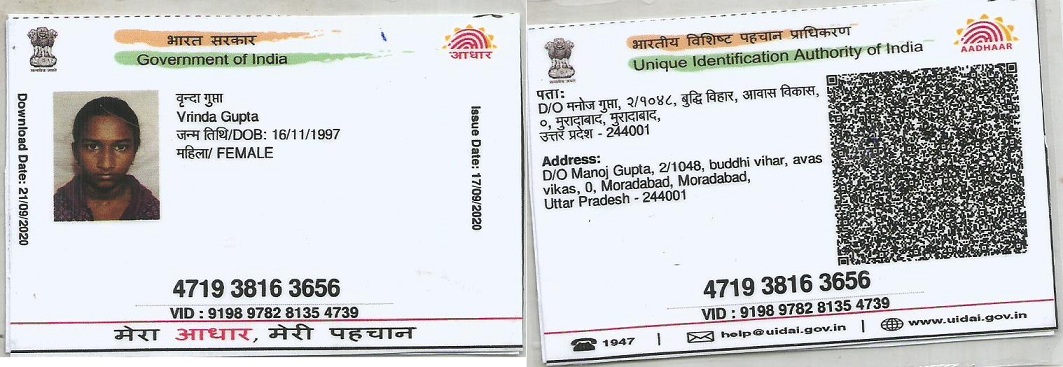 भारत सरकार
Government of India
आधार
Download Date: 21/09/2020
वृन्दा गुप्ता
Vrinda Gupta
जन्म तिथि/DOB: 16/11/1997
महिला/ FEMALE
Issue Date: 17/09/2020
4719 3816 3656
VID : 9198 9782 8135 4739
मेरा आधार, मेरी पहचान
भारतीय विशिष्ट पहचान प्राधिकरण
Unique Identification Authority of India
AADHAAR
पता:
D/O मनोज गुप्ता, २/१०४८, बुद्धि विहार, आवास विकास,
०, मुरादाबाद, मुरादाबाद,
उत्तर प्रदेश - 244001
Address:
D/O Manoj Gupta, 2/1048, buddhi vihar, avas
vikas, 0, Moradabad, Moradabad,
Uttar Pradesh - 244001
4719 3816 3656
VID : 9198 9782 8135 4739
1947 | help@uidai.gov.in | www.uidai.gov.in